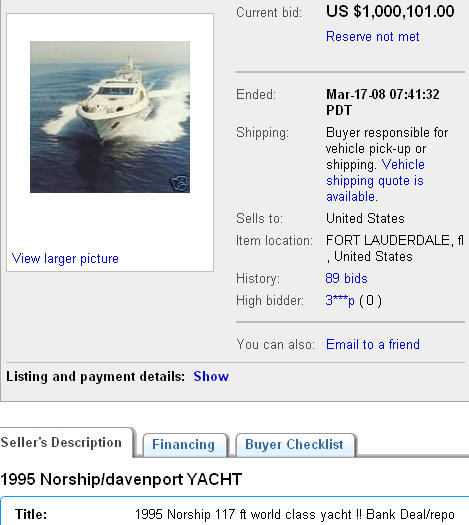 Current bid: US $1,000,101.00
Reserve not met
Ended: Mar-17-08 07:41:32
PDT
Shipping: Buyer responsible for
vehicle pick-up or
shipping. Vehicle
shipping quote is
available.
Sells to: United States
Item location: FORT LAUDERDALE, fl
, United States
History: 89 bids
High bidder: 3***p ( 0 )
You can also: Email to a friend
View larger picture
Listing and payment details: Show
Seller's Description Financing Buyer Checklist
1995 Norship/davenport YACHT
Title: 1995 Norship 117 ft world class yacht !! Bank Deal/repo